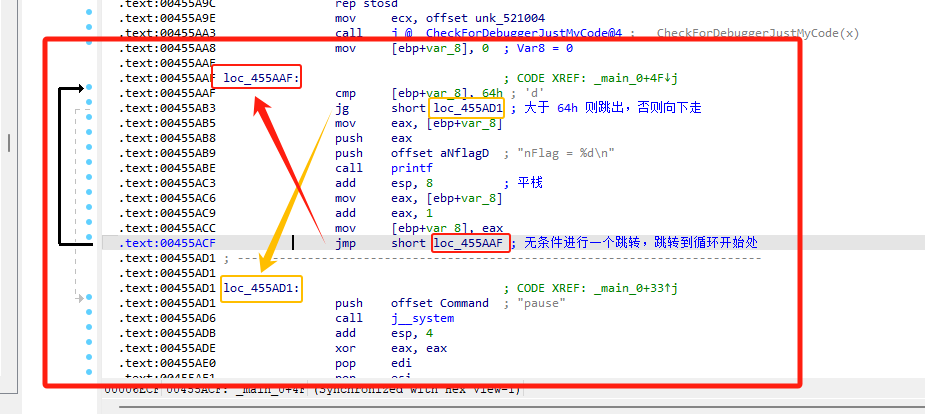 .text:00455A9C rep stosd
.text:00455A9E mov ecx, offset unk_521004
.text:00455AA3 call j_@__CheckForDebuggerJustMyCode@4 ; __CheckForDebuggerJustMyCode(x)
.text:00455AA8 mov [ebp+var_8], 0 ; Var8 = 0
.text:00455AAF
.text:00455AAF loc_455AAF: ; CODE XREF: _main_0+4F↓j
.text:00455AAF cmp [ebp+var_8], 64h ; 'd'
.text:00455AB3 jg short loc_455AD1 ; 大于 64h 则跳出，否则向下走
.text:00455AB5 mov eax, [ebp+var_8]
.text:00455AB8 push eax
.text:00455AB9 push offset aNflagD ; "nFlag = %d\n"
.text:00455ABE call printf
.text:00455AC3 add esp, 8 ; 平栈
.text:00455AC6 mov eax, [ebp+var_8]
.text:00455AC9 add eax, 1
.text:00455ACC mov [ebp+var_8], eax
.text:00455ACF jmp short loc_455AAF ; 无条件进行一个跳转，跳转到循环开始处
.text:00455AD1 ; ---------------------------------------------------------------------------
.text:00455AD1
.text:00455AD1 loc_455AD1: ; CODE XREF: _main_0+33↑j
.text:00455AD1 push offset Command ; "pause"
.text:00455AD6 call j__system
.text:00455ADB add esp, 4
.text:00455ADE xor eax, eax
.text:00455AE0 pop edi
.text:00455AE1 pop esi
00455ACF: _main_0+4F (Synchronized with Hex View-1)